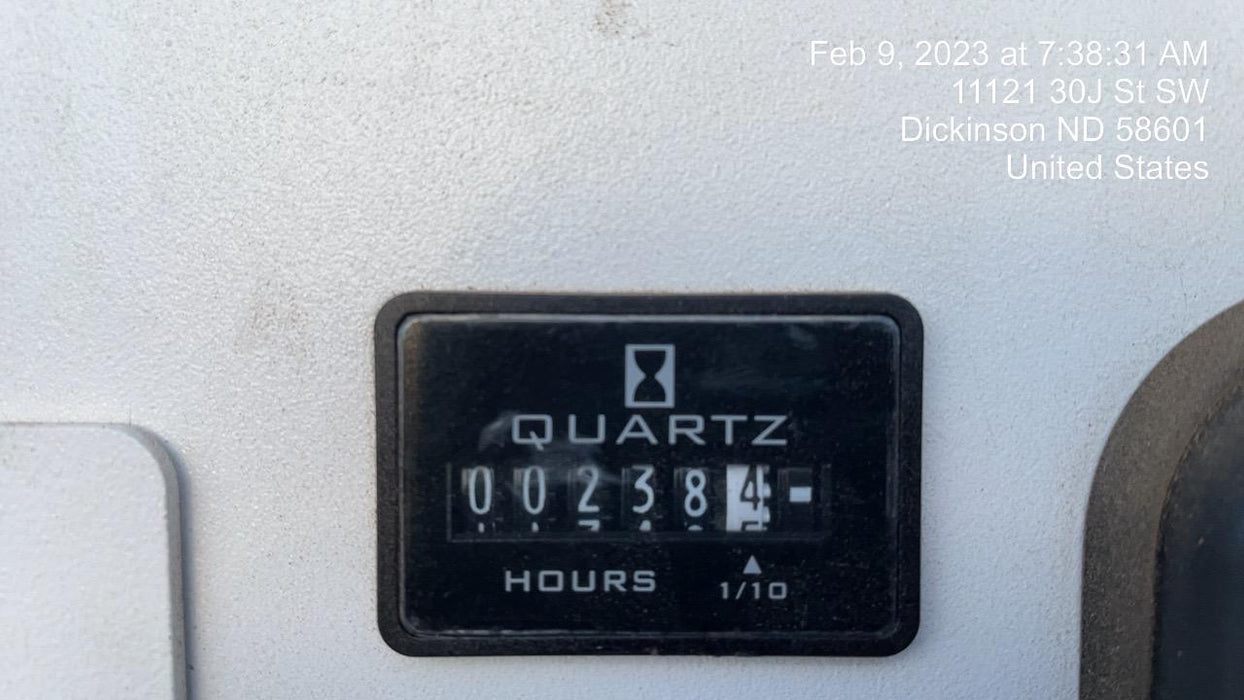 Feb 9, 2023 at 7:38:31 AM
11121 30J St SW
Dickinson ND 58601
United States
QUARTZ
002384
HOURS
1/10